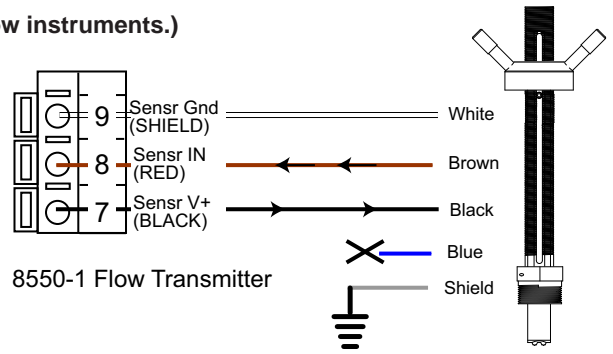 ow instruments.)
9 Sensr Gnd
(SHIELD)
White
8 Sensr IN
(RED)
Brown
7 Sensr V+
(BLACK)
Black
Blue
8550-1 Flow Transmitter
Shield